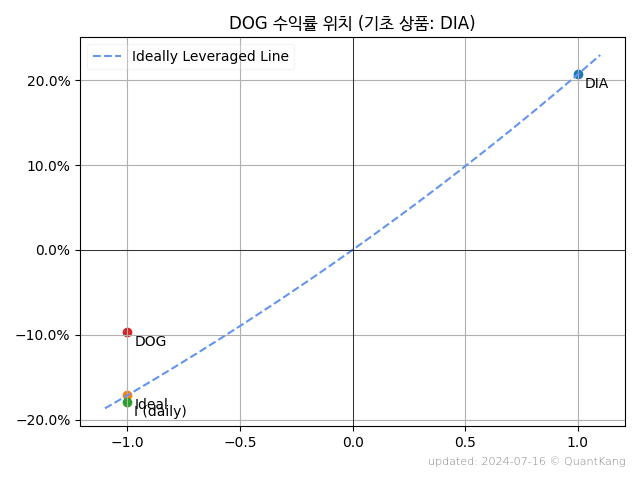 DOG 수익률 위치 (기초 상품: DIA)
Ideally Leveraged Line
20.0%
DIA
10.0%
0.0%
−10.0%
DOG
Ideal
I (daily)
−20.0%
−1.0
−0.5
0.0
0.5
1.0
updated: 2024-07-16 © QuantKang